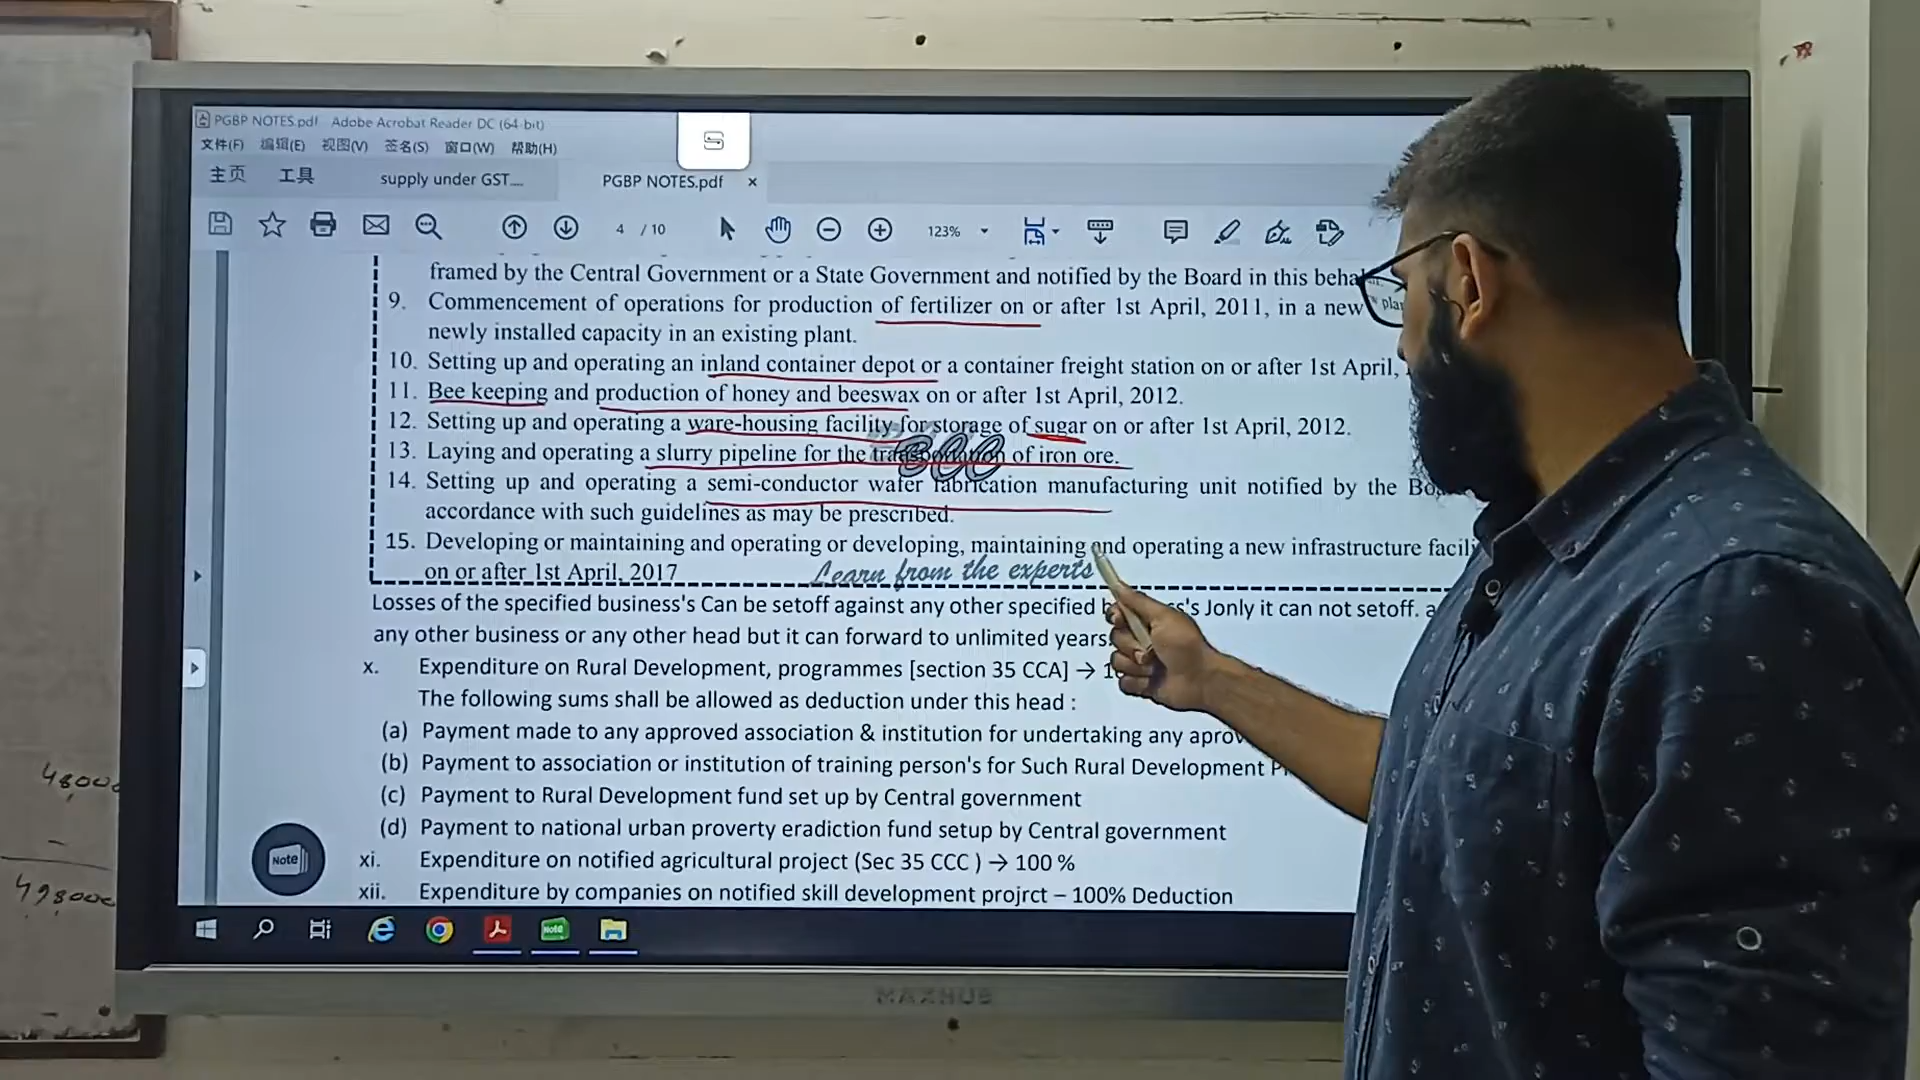 PGBP NOTES.pdf - Adobe Acrobat Reader DC (64-bit)
文件(F) 编辑(E) 视图(V) 签名(S) 窗口(W) 帮助(H)
主页 工具 supply under GST.... PGBP NOTES.pdf ×
4 / 10 123%
framed by the Central Government or a State Government and notified by the Board in this
9. Commencement of operations for production of fertilizer on or after 1st April, 2011, in a new
newly installed capacity in an existing plant.
10. Setting up and operating an inland container depot or a container freight station on or after 1st April,
11. Bee keeping and production of honey and beeswax on or after 1st April, 2012.
12. Setting up and operating a ware-housing facility for storage of sugar on or after 1st April, 2012.
13. Laying and operating a slurry pipeline for the transportation of iron ore.
14. Setting up and operating a semi-conductor wafer fabrication manufacturing unit notified by the
accordance with such guidelines as may be prescribed.
15. Developing or maintaining and operating or developing, maintaining and operating a new infrastructure
on or after 1st April, 2017
Learn from the experts
Losses of the specified business's Can be setoff against any other specified Jonly it can not setoff.
any other business or any other head but it can forward to unlimited years.
x. Expenditure on Rural Development, programmes [section 35 CCA] →
The following sums shall be allowed as deduction under this head :
(a) Payment made to any approved association & institution for undertaking any
(b) Payment to association or institution of training person's for Such Rural Development
(c) Payment to Rural Development fund set up by Central government
(d) Payment to national urban proverty eradiction fund setup by Central government
xi. Expenditure on notified agricultural project (Sec 35 CCC ) → 100 %
xii. Expenditure by companies on notified skill development projrct – 100% Deduction
Note
MAXHUB
48,000
-
498000